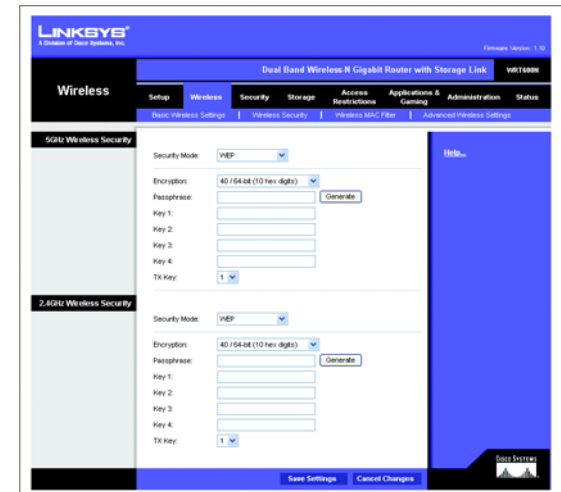 LINKSYS®
A Division of Cisco Systems, Inc.
Firmware Version: 1.10
Dual Band Wireless-N Gigabit Router with Storage Link WRT600N
Wireless
Setup Wireless Security Storage Access Restrictions Applications & Gaming Administration Status
Basic Wireless Settings | Wireless Security | Wireless MAC Filter | Advanced Wireless Settings
5GHz Wireless Security
Help...
Security Mode: WEP
Encryption: 40 / 64-bit (10 hex digits)
Passphrase: Generate
Key 1:
Key 2:
Key 3:
Key 4:
TX Key: 1
2.4GHz Wireless Security
Security Mode: WEP
Encryption: 40 / 64-bit (10 hex digits)
Passphrase: Generate
Key 1:
Key 2:
Key 3:
Key 4:
TX Key: 1
Cisco Systems
Save Settings Cancel Changes